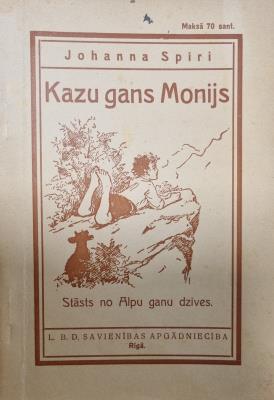 Maksā 70 sant.
Johanna Spiri
Kazu gans Monijs
Stāsts no Alpu ganu dzīves.
L. B. D. SAVIENĪBAS APGĀDNIECĪBA
Rīgā.